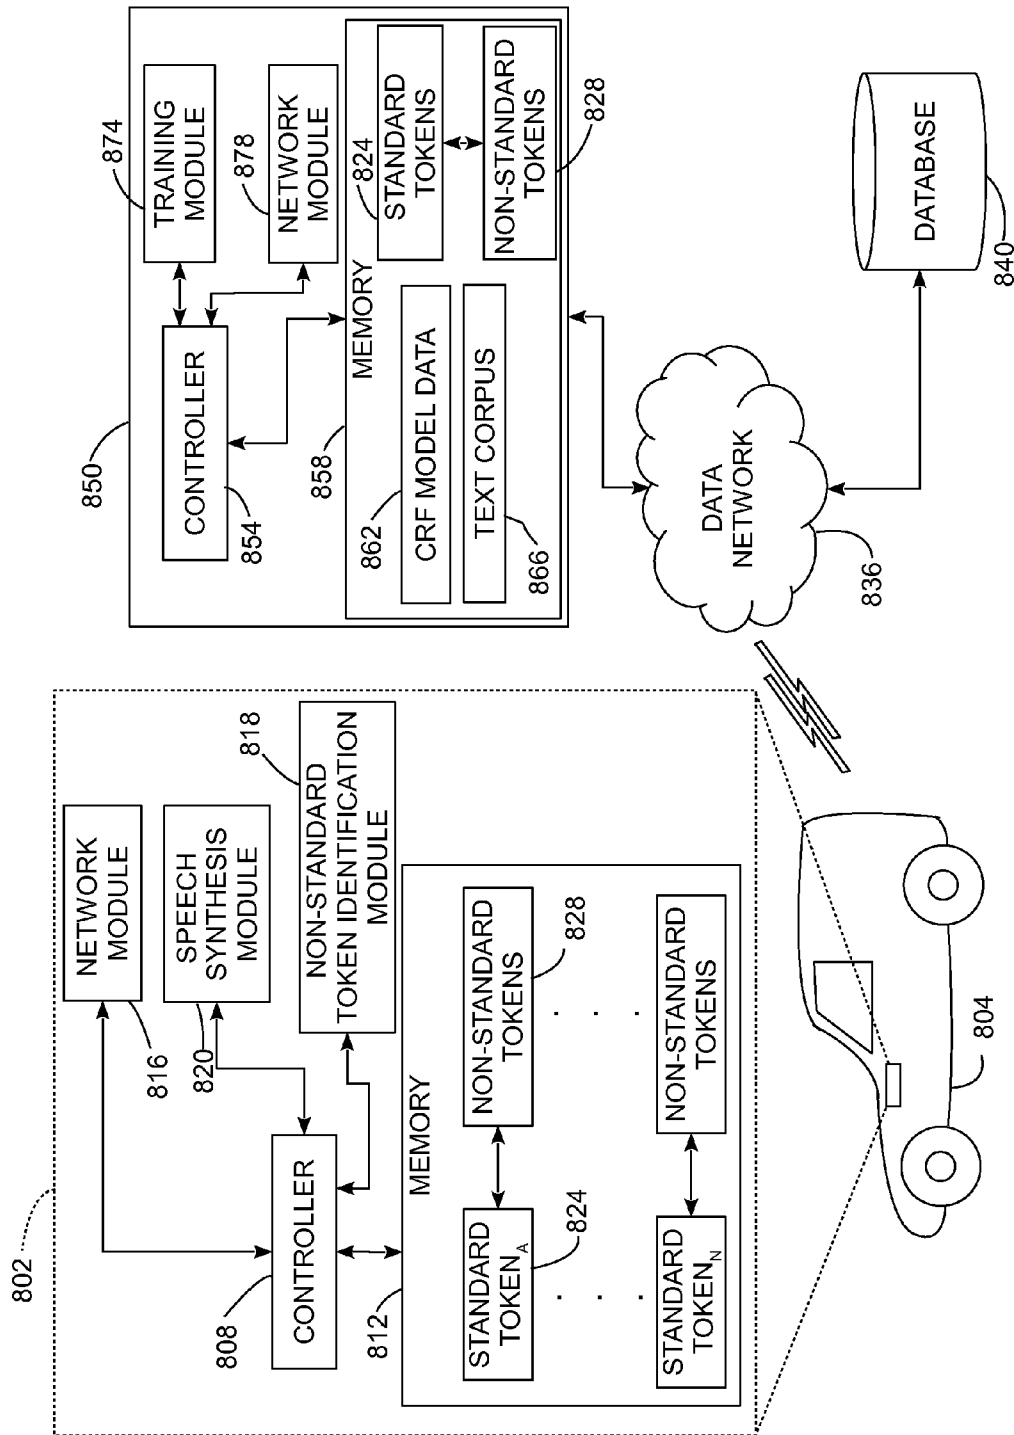 802
808
CONTROLLER
NETWORK
MODULE
816
SPEECH
SYNTHESIS
MODULE
820
NON-STANDARD
TOKEN IDENTIFICATION
MODULE
818
812
MEMORY
STANDARD
TOKENA
824
NON-STANDARD
TOKENS
828
. . .
. . .
STANDARD
TOKENN
NON-STANDARD
TOKENS
804
850
CONTROLLER
854
TRAINING
MODULE
874
NETWORK
MODULE
878
858
MEMORY
862
CRF MODEL DATA
TEXT CORPUS
866
824
STANDARD
TOKENS
NON-STANDARD
TOKENS
828
DATA
NETWORK
836
DATABASE
840